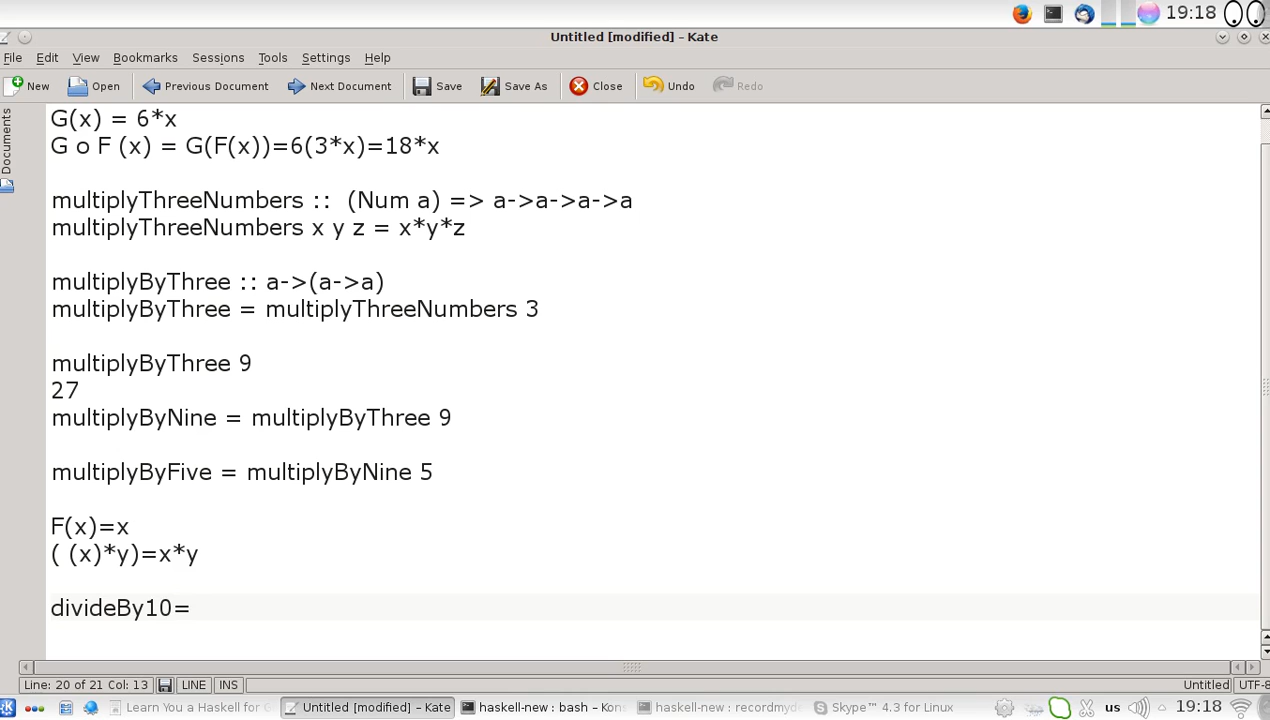 19:18
Untitled [modified] – Kate
File Edit View Bookmarks Sessions Tools Settings Help
New Open Previous Document Next Document Save Save As Close Undo Redo
Documents
G(x) = 6*x
G o F (x) = G(F(x))=6(3*x)=18*x
multiplyThreeNumbers ::  (Num a) => a->a->a->a
multiplyThreeNumbers x y z = x*y*z
multiplyByThree :: a->(a->a)
multiplyByThree = multiplyThreeNumbers 3
multiplyByThree 9
27
multiplyByNine = multiplyByThree 9
multiplyByFive = multiplyByNine 5
F(x)=x
( (x)*y)=x*y
divideBy10=
Line: 20 of 21 Col: 13 LINE INS Untitled UTF-8
Learn You a Haskell for G Untitled [modified] – Kate haskell-new : bash – Kons haskell-new : recordmyde Skype™ 4.3 for Linux us 19:18